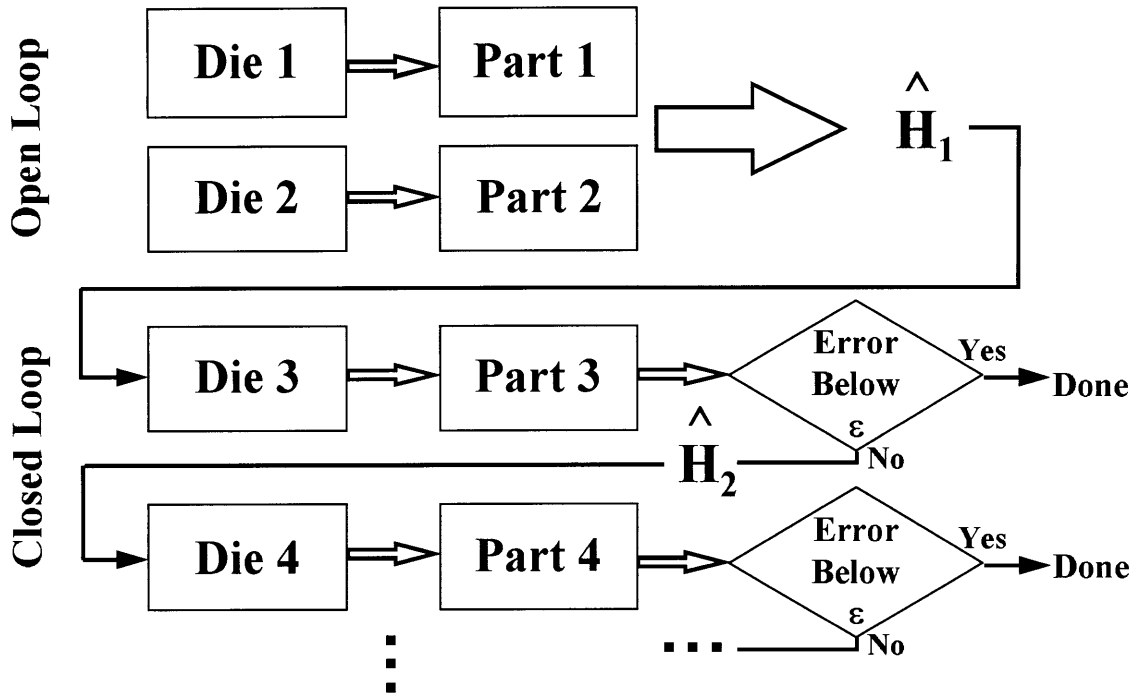 Open Loop
Die 1
Part 1
Ĥ₁
Die 2
Part 2
Closed Loop
Die 3
Part 3
Error
Below
ε
Yes
Done
No
Ĥ₂
Die 4
Part 4
Error
Below
ε
Yes
Done
No